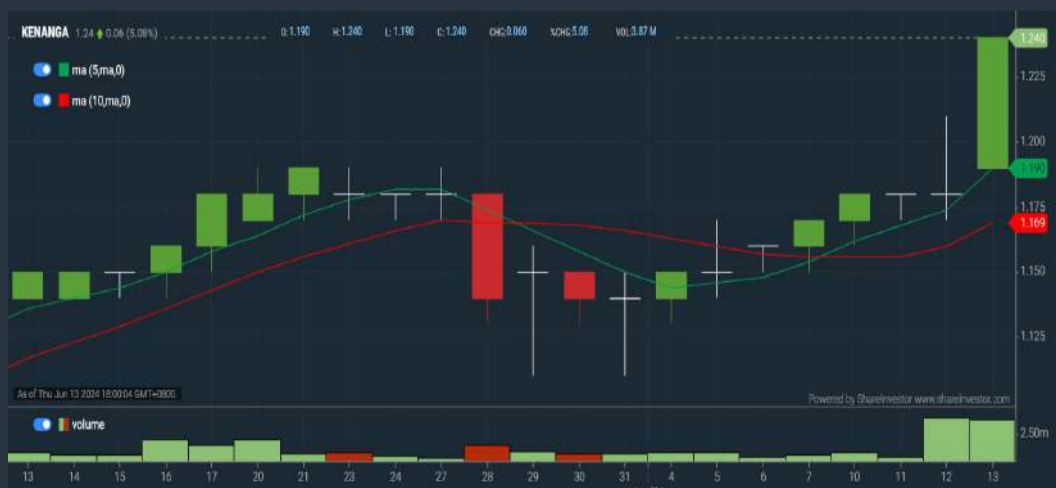 KENANGA 1.24 0.06 (5.08%) O:1.190 H:1.240 L: 1.190 C:1.240 CHG:0.060 %CHG:5.08 VOL:3.87 M
ma (5,ma,0)
ma (10,ma,0)
1.240
1.225
1.200
1.190
1.175
1.169
1.150
1.125
As of Thu Jun 13 2024 18:00:04 GMT+0800.
Powered by ShareInvestor www.shareinvestor.com
volume
2.50m
13 14 15 16 17 20 21 23 24 27 28 29 30 31 4 5 6 7 10 11 12 13